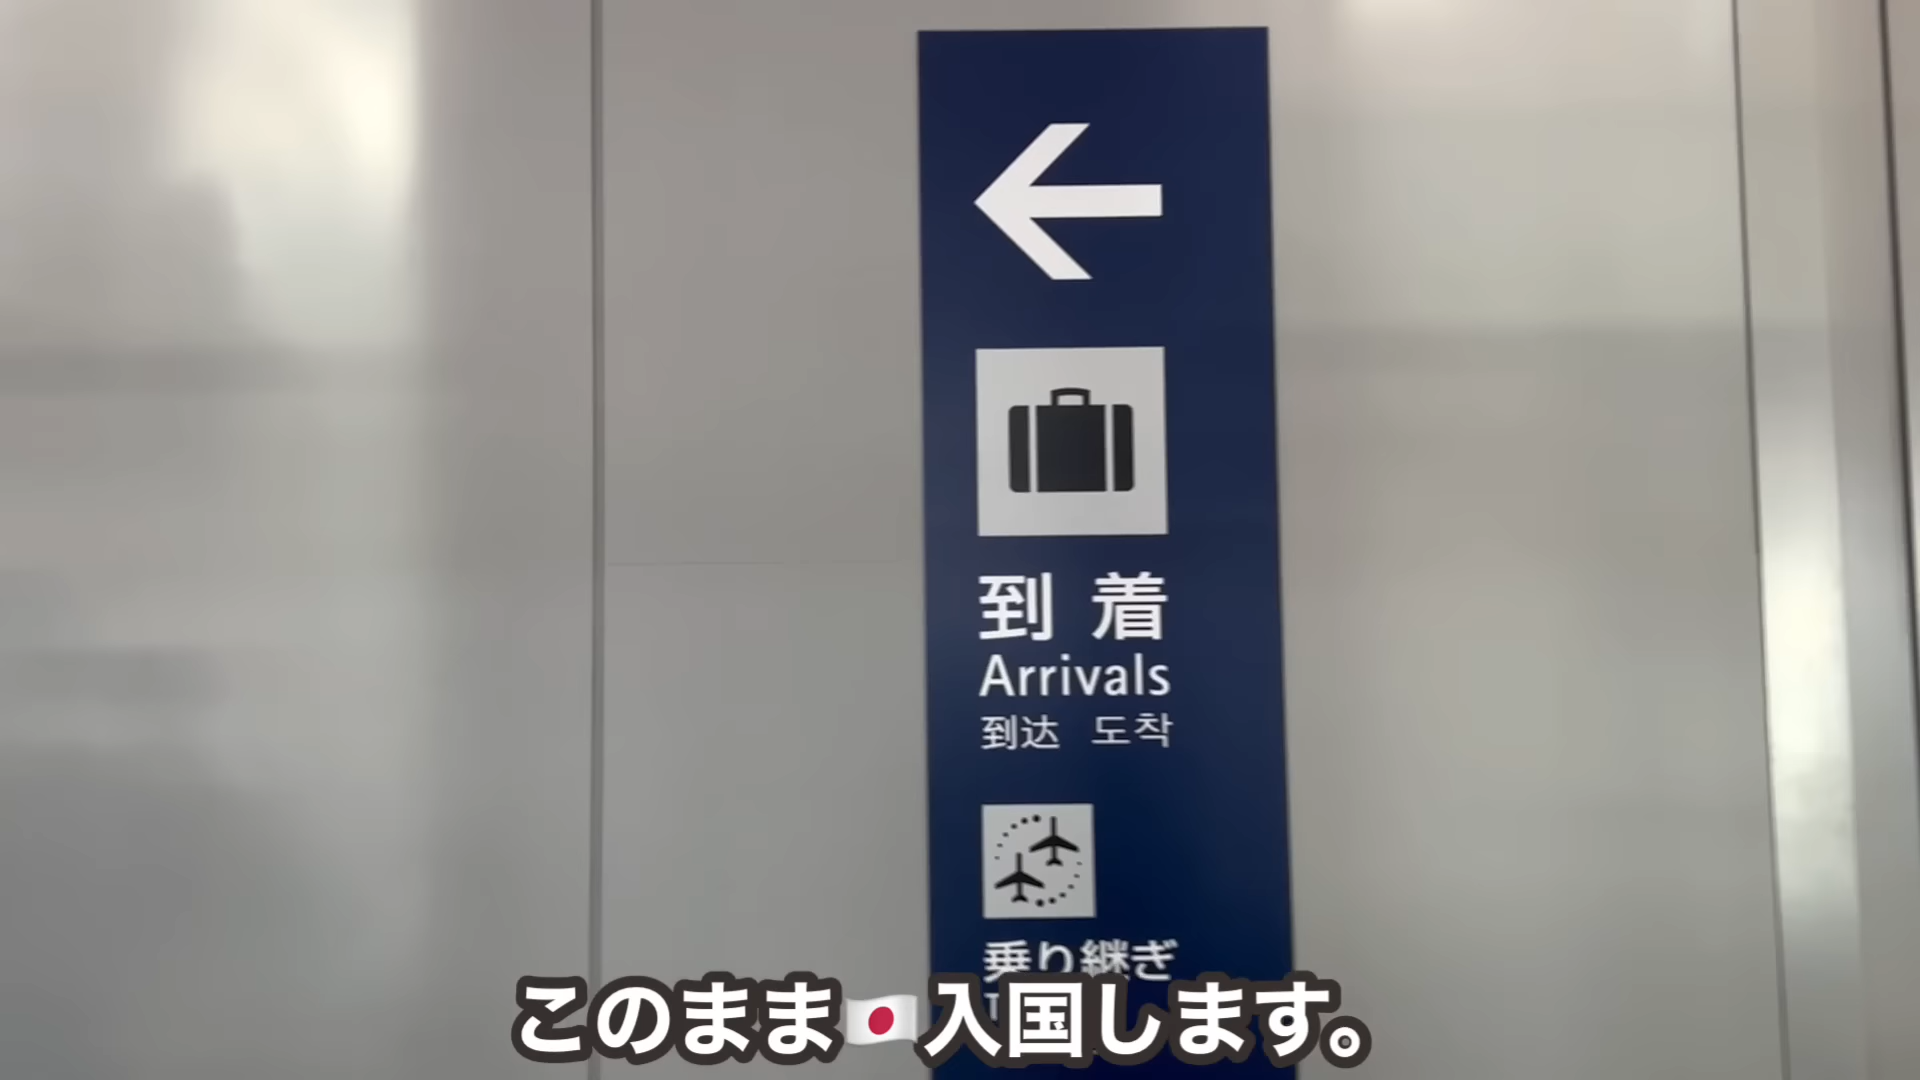 到着
Arrivals
到达 도착
乗り継ぎ
このまま🇯🇵入国します。